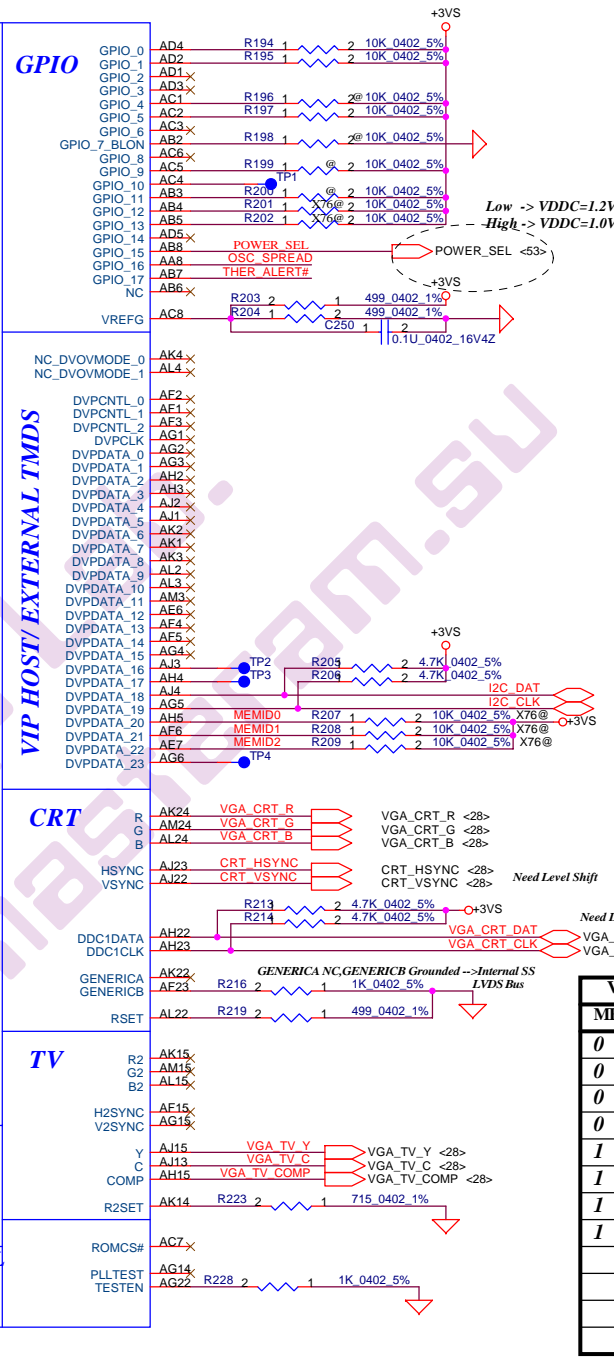 +3VS
GPIO
GPIO_0 AD4 R194 1 2 10K_0402_5%
GPIO_1 AD2 R195 1 2 10K_0402_5%
GPIO_2 AD1
GPIO_3 AD3
GPIO_4 AC1 R196 1 2@ 10K_0402_5%
GPIO_5 AC2 R197 1 2 10K_0402_5%
GPIO_6 AC3
GPIO_7_BLON AB2 R198 1 2@ 10K_0402_5%
GPIO_8 AC6
GPIO_9 AC5 R199 1 @ 2 10K_0402_5%
GPIO_10 AC4 TP1
GPIO_11 AB3 R200 1 @ 2 10K_0402_5%
GPIO_12 AB4 R201 1 X76@ 2 10K_0402_5%
GPIO_13 AB5 R202 1 X76@ 2 10K_0402_5%
Low -> VDDC=1.2V
High -> VDDC=1.0V
GPIO_14 AD5
GPIO_15 AB8 POWER_SEL POWER_SEL <53>
GPIO_16 AA8 OSC_SPREAD
GPIO_17 AB7 THER_ALERT#
NC AB6
+3VS
R203 2 1 499_0402_1%
VREFG AC8 R204 1 2 499_0402_1%
C250 1 2
0.1U_0402_16V4Z
VIP HOST/ EXTERNAL TMDS
NC_DVOVMODE_0 AK4
NC_DVOVMODE_1 AL4
DVPCNTL_0 AF2
DVPCNTL_1 AF1
DVPCNTL_2 AF3
DVPCLK AG1
DVPDATA_0 AG2
DVPDATA_1 AG3
DVPDATA_2 AH2
DVPDATA_3 AH3
DVPDATA_4 AJ2
DVPDATA_5 AJ1
DVPDATA_6 AK2
DVPDATA_7 AK1
DVPDATA_8 AK3
DVPDATA_9 AL2
DVPDATA_10 AL3
DVPDATA_11 AM3
DVPDATA_12 AE6
DVPDATA_13 AF4
DVPDATA_14 AF5
DVPDATA_15 AG4
+3VS
DVPDATA_16 AJ3 TP2 R205 1 2 4.7K_0402_5%
DVPDATA_17 AH4 TP3 R206 1 2 4.7K_0402_5%
DVPDATA_18 AJ4 I2C_DAT
DVPDATA_19 AG5 I2C_CLK
DVPDATA_20 AH5 MEMID0 R207 1 2 10K_0402_5% X76@ +3VS
DVPDATA_21 AF6 MEMID1 R208 1 2 10K_0402_5% X76@
DVPDATA_22 AE7 MEMID2 R209 1 2 10K_0402_5% X76@
DVPDATA_23 AG6 TP4
CRT
R AK24 VGA_CRT_R VGA_CRT_R <28>
G AM24 VGA_CRT_G VGA_CRT_G <28>
B AL24 VGA_CRT_B VGA_CRT_B <28>
HSYNC AJ23 CRT_HSYNC CRT_HSYNC <28>
VSYNC AJ22 CRT_VSYNC CRT_VSYNC <28>
Need Level Shift
R213 1 2 4.7K_0402_5% +3VS
R214 1 2 4.7K_0402_5%
Need
DDC1DATA AH22 VGA_CRT_DAT VGA_
DDC1CLK AH23 VGA_CRT_CLK VGA_
GENERICA NC,GENERICB Grounded -->Internal SS
LVDS Bus
GENERICA AK22
GENERICB AF23 R216 2 1 1K_0402_5%
RSET AL22 R219 2 1 499_0402_1%
V
0
0
0
0
1
1
1
1
TV
R2 AK15
G2 AM15
B2 AL15
H2SYNC AF15
V2SYNC AG15
Y AJ15 VGA_TV_Y VGA_TV_Y <28>
C AJ13 VGA_TV_C VGA_TV_C <28>
COMP AH15 VGA_TV_COMP VGA_TV_COMP <28>
R2SET AK14 R223 2 1 715_0402_1%
ROMCS# AC7
PLLTEST AG14
TESTEN AG22 R228 2 1 1K_0402_5%